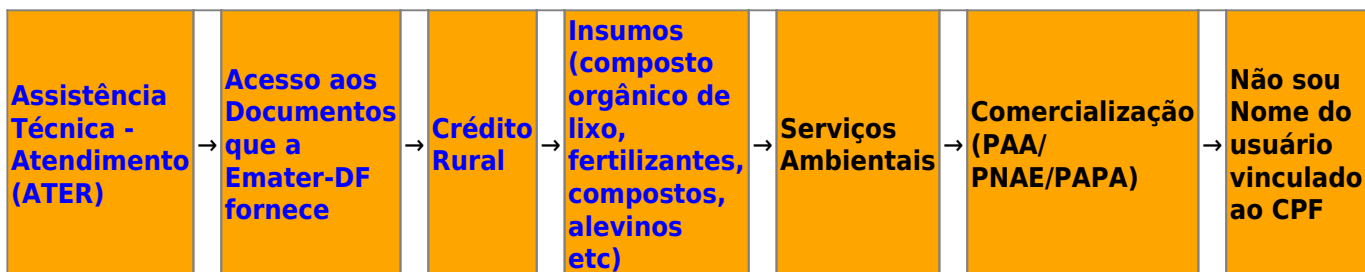 Assistência
Técnica -
Atendimento
(ATER)
→
Acesso aos
Documentos
que a
Emater-DF
fornece
→
Crédito
Rural
→
Insumos
(composto
orgânico de
lixo,
fertilizantes,
compostos,
alevinos
etc)
→
Serviços
Ambientais
→
Comercialização
(PAA/
PNAE/PAPA)
→
Não sou
Nome do
usuário
vinculado
ao CPF